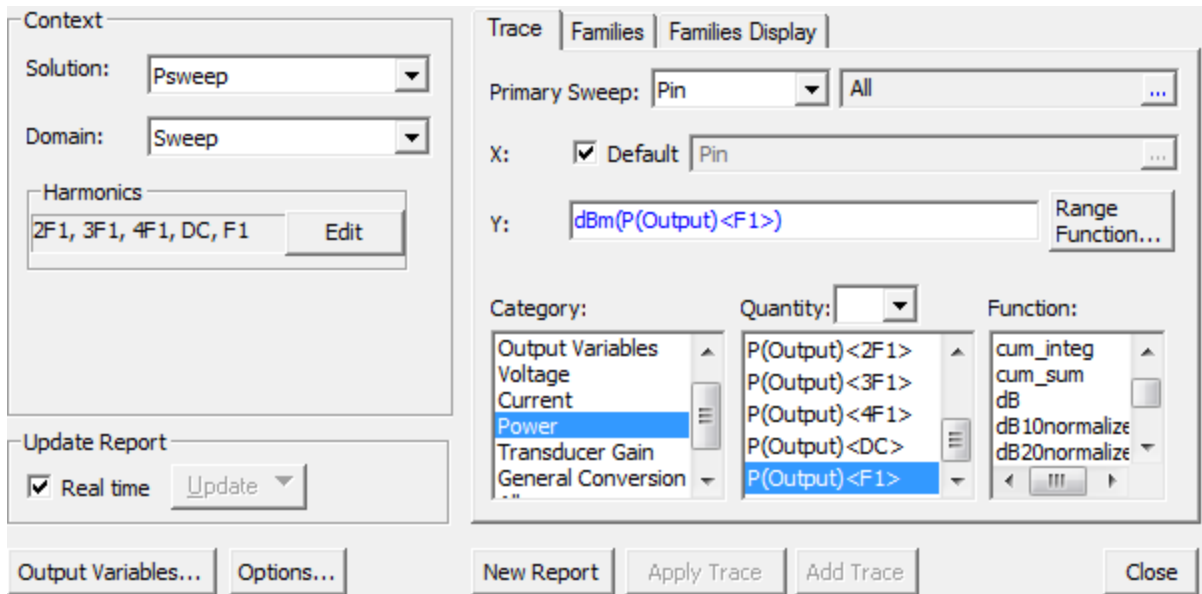 Context
Solution: Psweep
Domain: Sweep
Harmonics
2F1, 3F1, 4F1, DC, F1 Edit
Update Report
Real time Update
Output Variables... Options...
Trace Families Families Display
Primary Sweep: Pin All ...
X: Default Pin ...
Y: dBm(P(Output)<F1>) Range
Function...
Category: Quantity: Function:
Output Variables
Voltage
Current
Power
Transducer Gain
General Conversion
P(Output)<2F1>
P(Output)<3F1>
P(Output)<4F1>
P(Output)<DC>
P(Output)<F1>
cum_integ
cum_sum
dB
dB10normalize
dB20normalize
New Report Apply Trace Add Trace Close